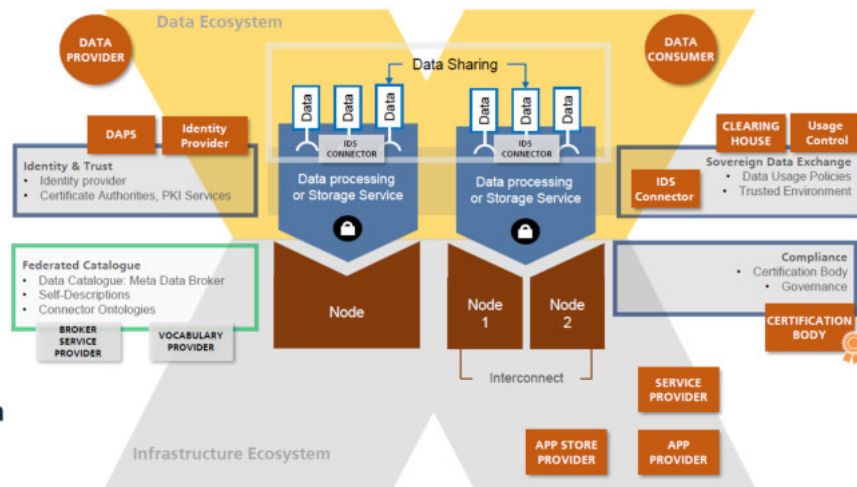 Data Ecosystem
DATA
PROVIDER
DATA
CONSUMER
Data Sharing
Data
Data
Data
Data
Data
Data
DAPS
Identity
Provider
CLEARING
HOUSE
Usage
Control
IDS
CONNECTOR
IDS
CONNECTOR
Identity & Trust
• Identity provider
• Certificate Authorities, PKI Services
Data processing
or Storage Service
Data processing
or Storage Service
IDS
Connector
Sovereign Data Exchange
• Data Usage Policies
• Trusted Environment
Federated Catalogue
• Data Catalogue: Meta Data Broker
• Self-Descriptions
• Connector Ontologies
BROKER
SERVICE
PROVIDER
VOCABULARY
PROVIDER
Node
Node
1
Node
2
Interconnect
Compliance
• Certification Body
• Governance
CERTIFICATION
BODY
SERVICE
PROVIDER
APP STORE
PROVIDER
APP
PROVIDER
Infrastructure Ecosystem